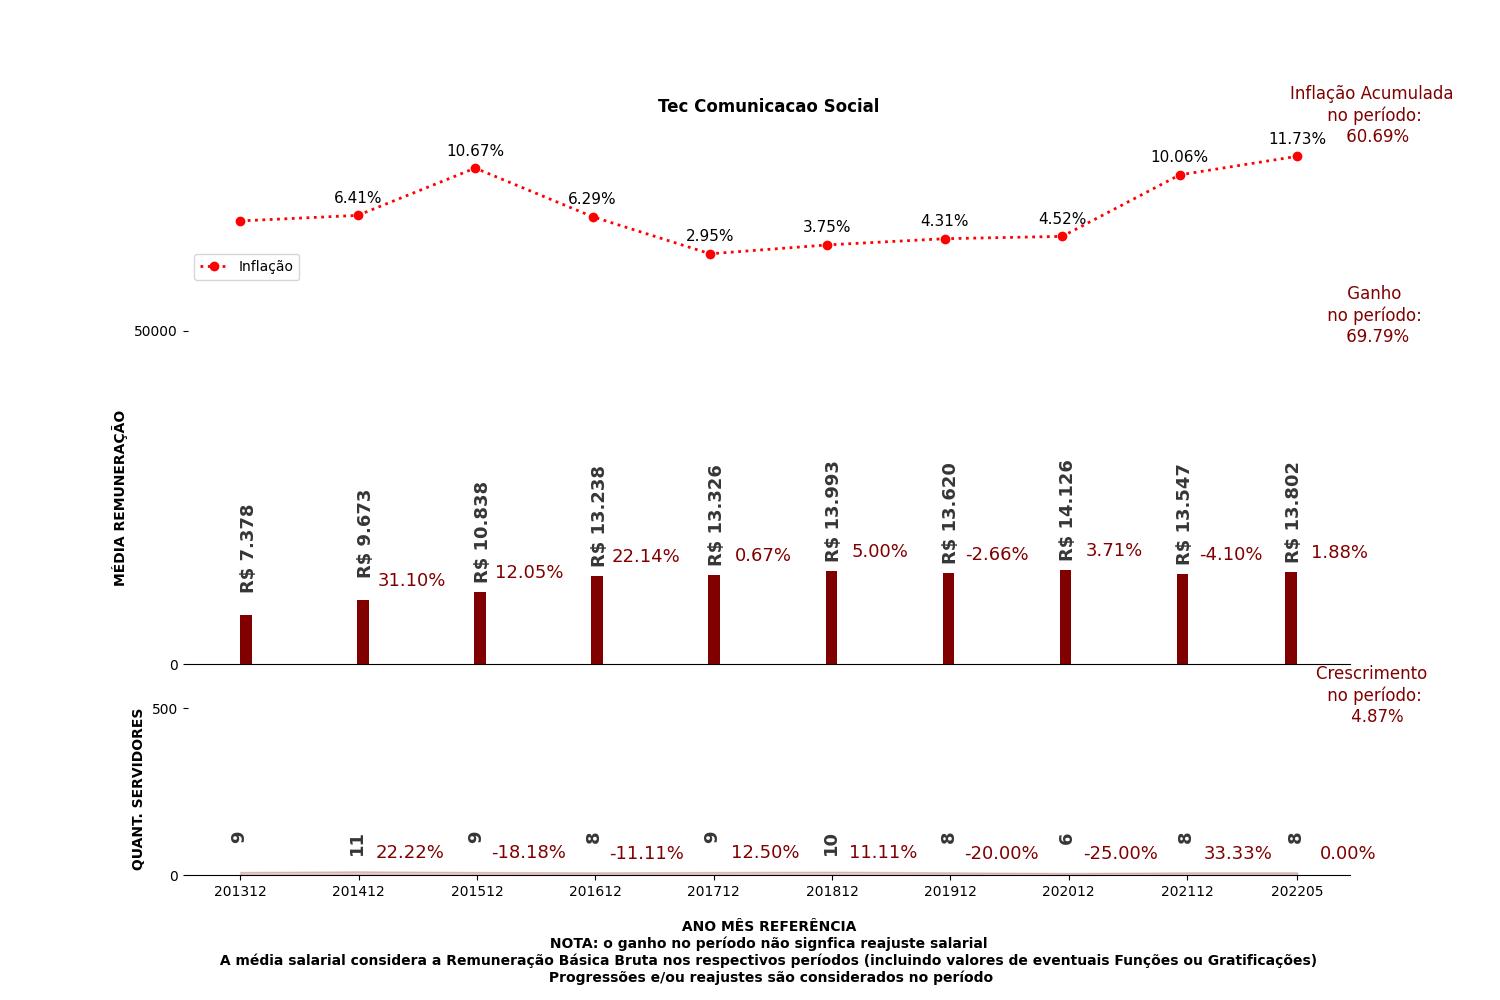 Tec Comunicacao Social
Inflação Acumulada
no período:
60.69%
6.41%
10.67%
6.29%
2.95%
3.75%
4.31%
4.52%
10.06%
11.73%
Inflação
Ganho
no período:
69.79%
50000
0
MÉDIA REMUNERAÇÃO
R$ 7.378
R$ 9.673
R$ 10.838
R$ 13.238
R$ 13.326
R$ 13.993
R$ 13.620
R$ 14.126
R$ 13.547
R$ 13.802
31.10%
12.05%
22.14%
0.67%
5.00%
-2.66%
3.71%
-4.10%
1.88%
Crescrimento
no período:
4.87%
500
0
QUANT. SERVIDORES
9
11
9
8
9
10
8
6
8
8
22.22%
-18.18%
-11.11%
12.50%
11.11%
-20.00%
-25.00%
33.33%
0.00%
201312
201412
201512
201612
201712
201812
201912
202012
202112
202205
ANO MÊS REFERÊNCIA
NOTA: o ganho no período não signfica reajuste salarial
A média salarial considera a Remuneração Básica Bruta nos respectivos períodos (incluindo valores de eventuais Funções ou Gratificações)
Progressões e/ou reajustes são considerados no período